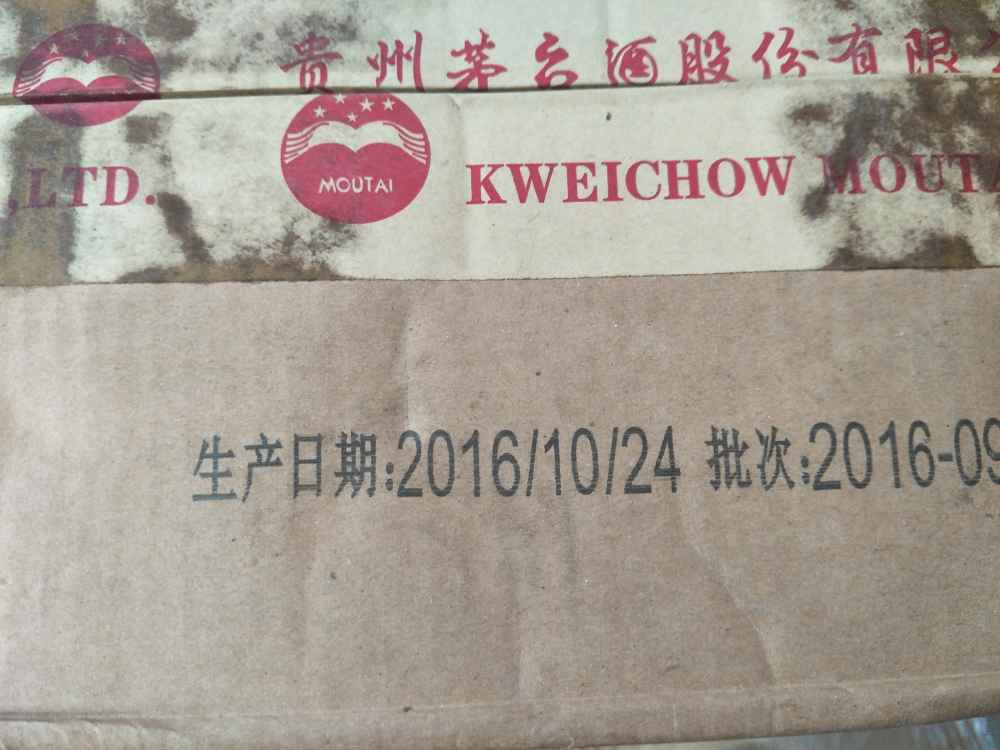 贵州茅台酒股份有限
,LTD. MOUTAI KWEICHOW MOUTA
生产日期:2016/10/24 批次:2016-09